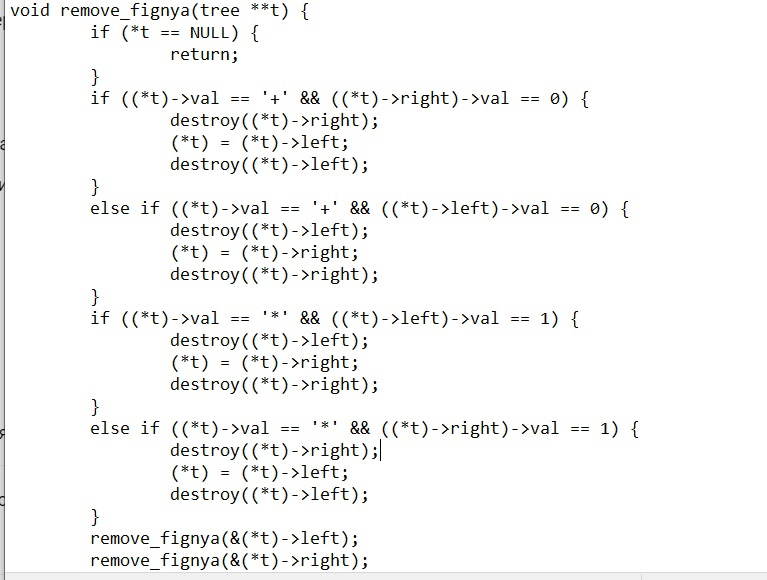 void remove_fignya(tree **t) {
        if (*t == NULL) {
                return;
        }
        if ((*t)->val == '+' && ((*t)->right)->val == 0) {
                destroy((*t)->right);
                (*t) = (*t)->left;
                destroy((*t)->left);
        }
        else if ((*t)->val == '+' && ((*t)->left)->val == 0) {
                destroy((*t)->left);
                (*t) = (*t)->right;
                destroy((*t)->right);
        }
        if ((*t)->val == '*' && ((*t)->left)->val == 1) {
                destroy((*t)->left);
                (*t) = (*t)->right;
                destroy((*t)->right);
        }
        else if ((*t)->val == '*' && ((*t)->right)->val == 1) {
                destroy((*t)->right);
                (*t) = (*t)->left;
                destroy((*t)->left);
        }
        remove_fignya(&(*t)->left);
        remove_fignya(&(*t)->right);